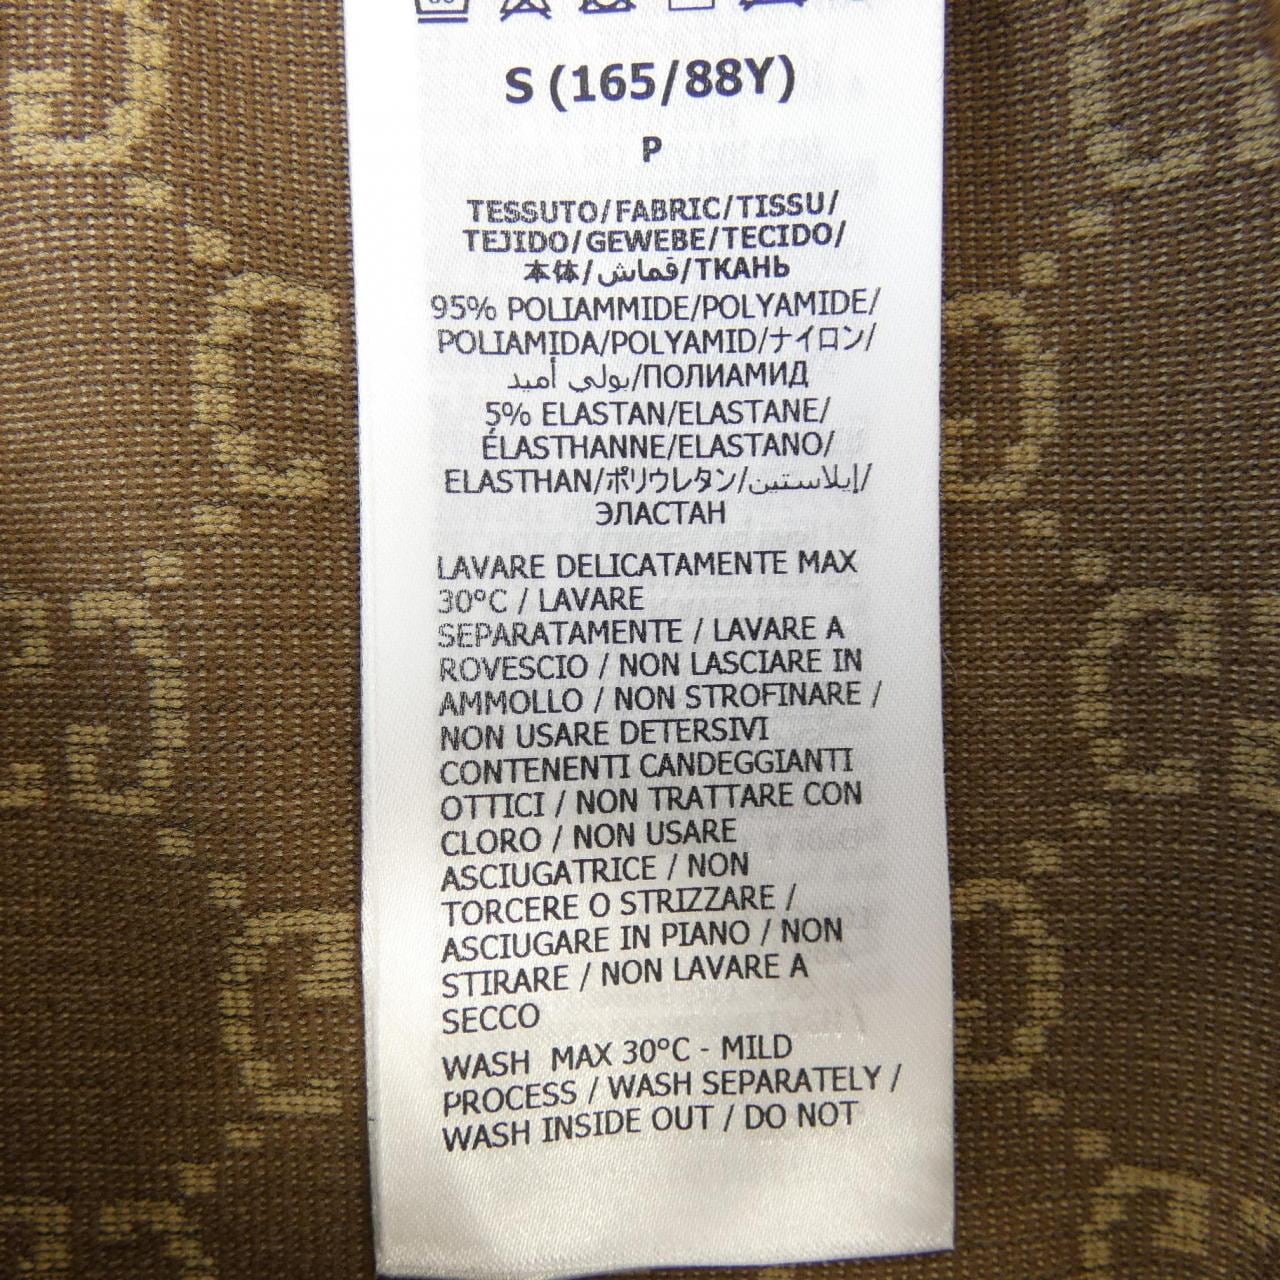 S (165/88Y)
P
TESSUTO/FABRIC/TISSU/
TEJIDO/GEWEBE/TECIDO/
本体/قماش/ТКАНЬ
95% POLIAMMIDE/POLYAMIDE/
POLIAMIDA/POLYAMID/ナイロン/
بولي أميد/ПОЛИАМИД
5% ELASTAN/ELASTANE/
ÉLASTHANNE/ELASTANO/
ELASTHAN/ポリウレタン/إيلاستين/
ЭЛАСТАН
LAVARE DELICATAMENTE MAX
30°C / LAVARE
SEPARATAMENTE / LAVARE A
ROVESCIO / NON LASCIARE IN
AMMOLLO / NON STROFINARE /
NON USARE DETERSIVI
CONTENENTI CANDEGGIANTI
OTTICI / NON TRATTARE CON
CLORO / NON USARE
ASCIUGATRICE / NON
TORCERE O STRIZZARE /
ASCIUGARE IN PIANO / NON
STIRARE / NON LAVARE A
SECCO
WASH MAX 30°C - MILD
PROCESS / WASH SEPARATELY /
WASH INSIDE OUT / DO NOT